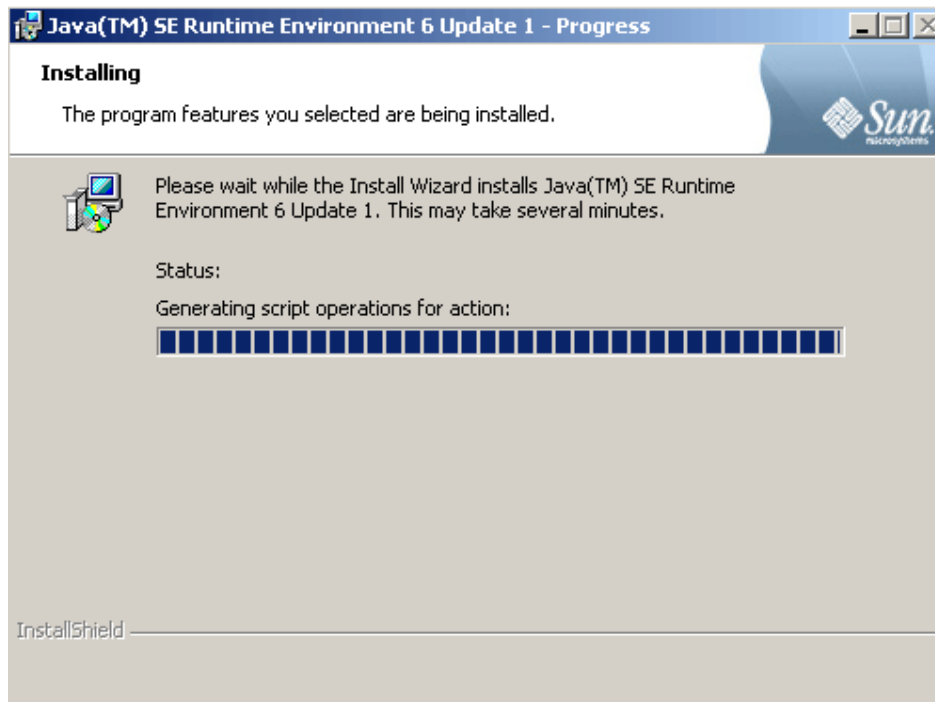 Java(TM) SE Runtime Environment 6 Update 1 - Progress
Installing
The program features you selected are being installed.
Sun
microsystems
Please wait while the Install Wizard installs Java(TM) SE Runtime
Environment 6 Update 1. This may take several minutes.
Status:
Generating script operations for action:
InstallShield